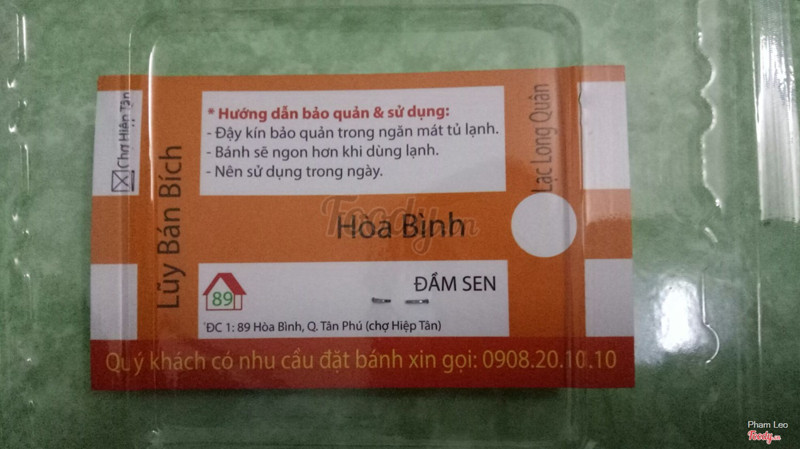 * Hướng dẫn bảo quản & sử dụng:
- Đậy kín bảo quản trong ngăn mát tủ lạnh.
- Bánh sẽ ngon hơn khi dùng lạnh.
- Nên sử dụng trong ngày.
Chợ Hiệp Tân
Lũy Bán Bích
Lạc Long Quân
Hòa Bình
Foody.vn
89
ĐẦM SEN
ĐC 1: 89 Hòa Bình, Q. Tân Phú (chợ Hiệp Tân)
Quý khách có nhu cầu đặt bánh xin gọi: 0908.20.10.10
Pham Leo
Foody.vn